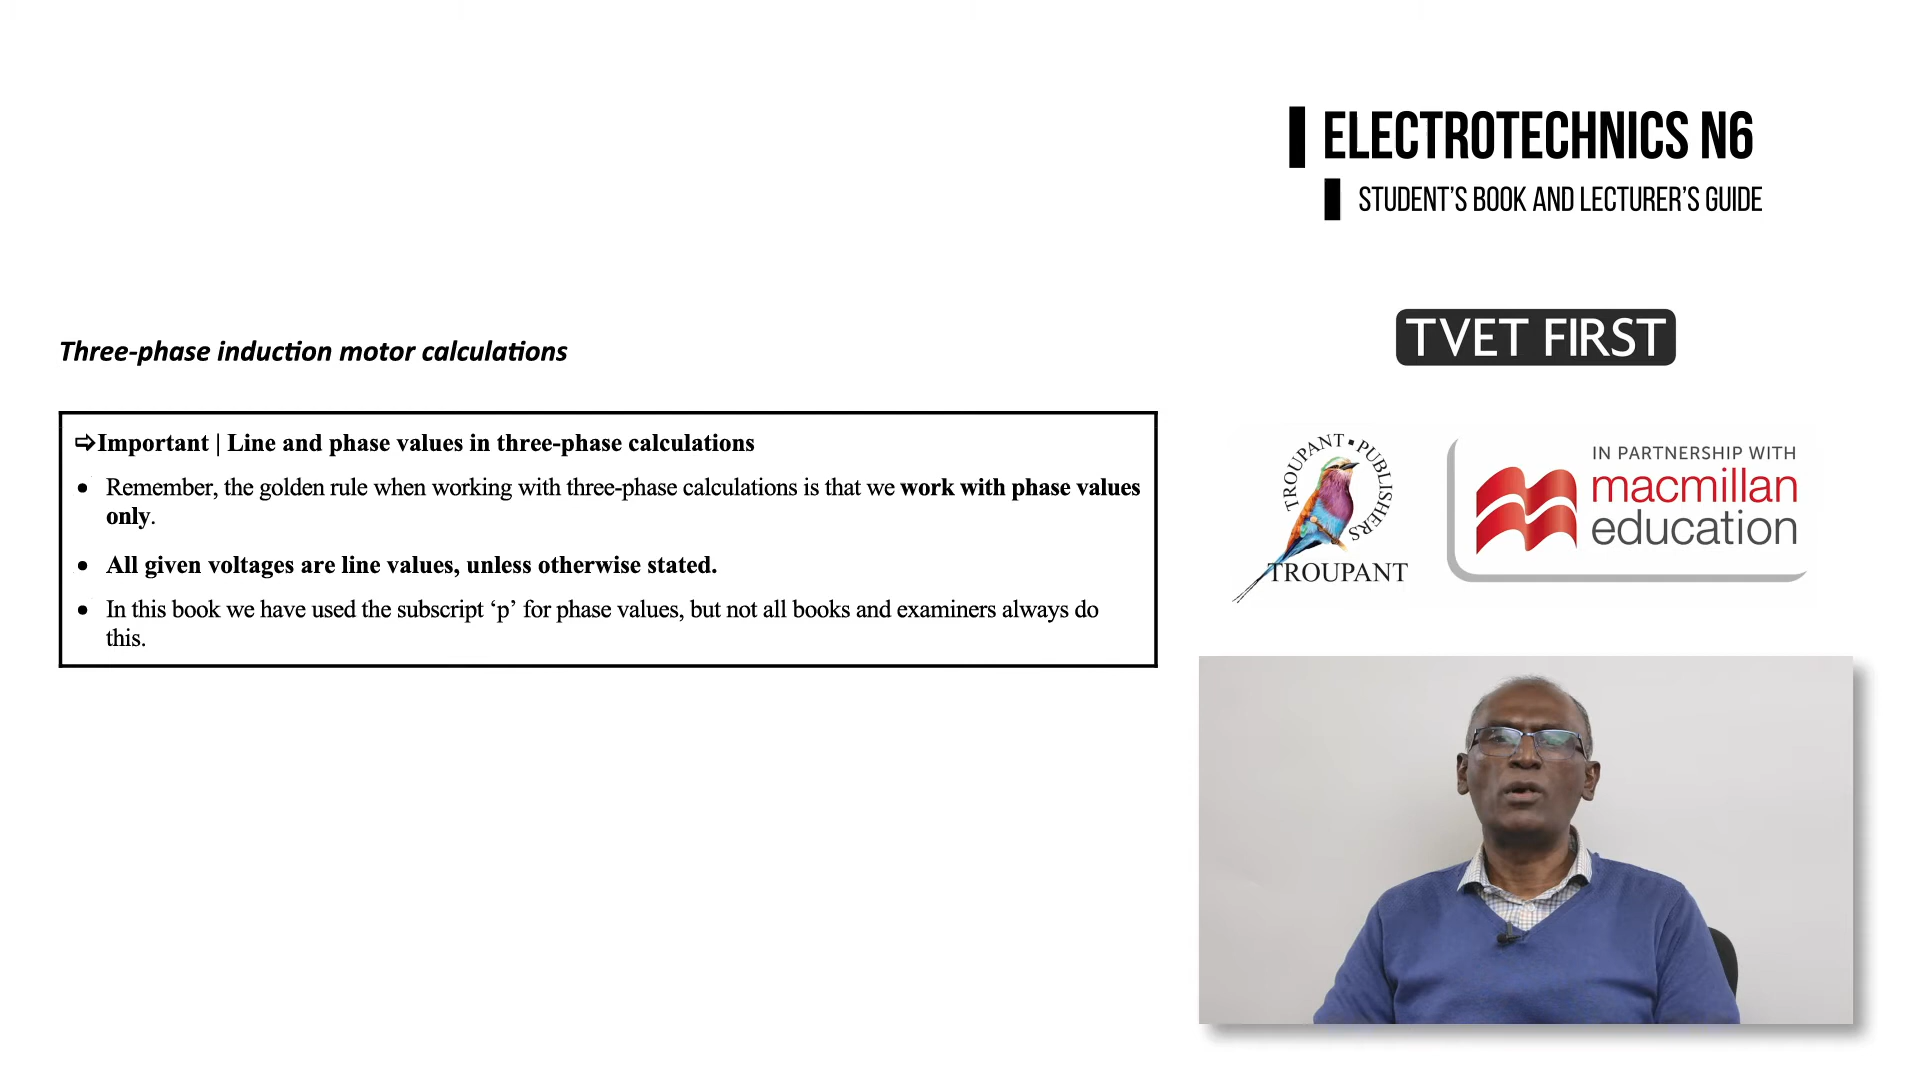 ELECTROTECHNICS N6
STUDENT'S BOOK AND LECTURER'S GUIDE
TVET FIRST
Three-phase induction motor calculations
⇨Important | Line and phase values in three-phase calculations
• Remember, the golden rule when working with three-phase calculations is that we work with phase values
only.
• All given voltages are line values, unless otherwise stated.
• In this book we have used the subscript ‘p’ for phase values, but not all books and examiners always do
this.
TROUPANT▪PUBLISHERS
TROUPANT
IN PARTNERSHIP WITH
macmillan
education